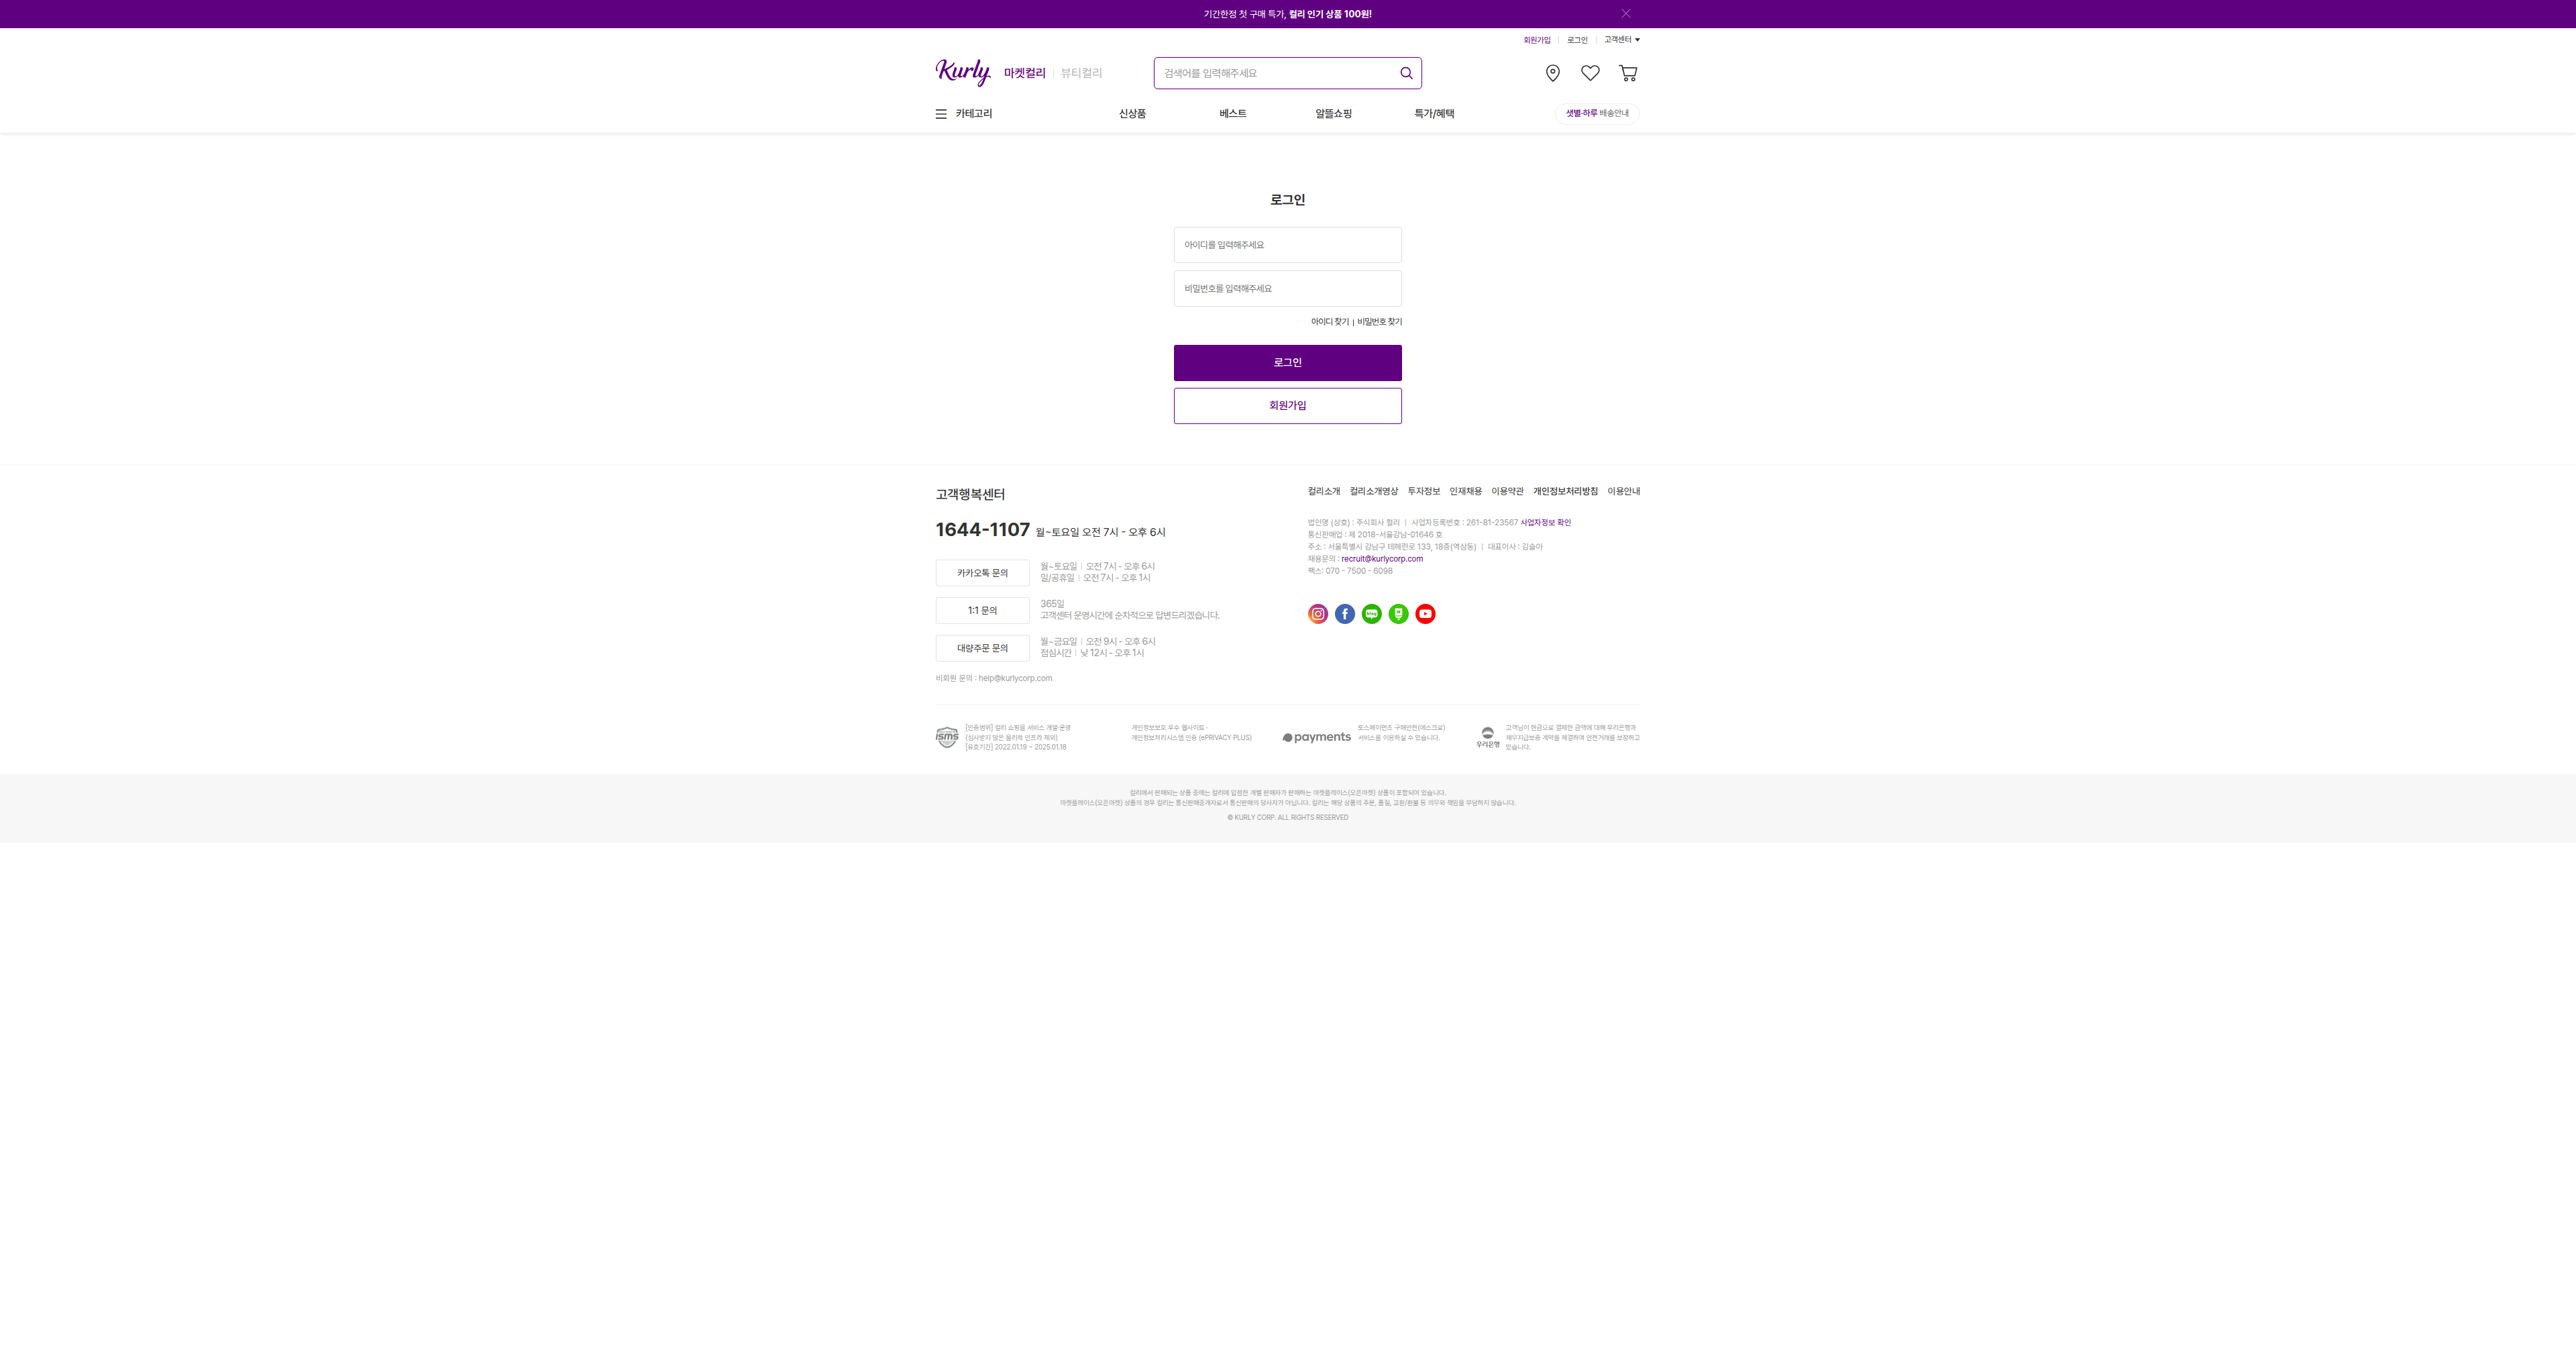 기간한정 첫 구매 특가, 컬리 인기 상품 100원!
회원가입 로그인 고객센터
Kurly 마켓컬리 뷰티컬리
검색어를 입력해주세요
카테고리 신상품 베스트 알뜰쇼핑 특가/혜택 샛별·하루 배송안내
로그인
아이디를 입력해주세요
비밀번호를 입력해주세요
아이디 찾기 | 비밀번호 찾기
로그인
회원가입
고객행복센터
1644-1107 월~토요일 오전 7시 - 오후 6시
카카오톡 문의
월~토요일 | 오전 7시 - 오후 6시
일/공휴일 | 오전 7시 - 오후 1시
1:1 문의
365일
고객센터 운영시간에 순차적으로 답변드리겠습니다.
대량주문 문의
월~금요일 | 오전 9시 - 오후 6시
점심시간 | 낮 12시 - 오후 1시
비회원 문의 : help@kurlycorp.com
컬리소개 컬리소개영상 투자정보 인재채용 이용약관 개인정보처리방침 이용안내
법인명 (상호) : 주식회사 컬리 | 사업자등록번호 : 261-81-23567 사업자정보 확인
통신판매업 : 제 2018-서울강남-01646 호
주소 : 서울특별시 강남구 테헤란로 133, 18층(역삼동) | 대표이사 : 김슬아
채용문의 : recruit@kurlycorp.com
팩스: 070 - 7500 - 6098
blog
isms
[인증범위] 컬리 쇼핑몰 서비스 개발·운영
(심사받지 않은 물리적 인프라 제외)
[유효기간] 2022.01.19 ~ 2025.01.18
개인정보보호 우수 웹사이트 ·
개인정보처리시스템 인증 (ePRIVACY PLUS)
payments
토스페이먼츠 구매안전(에스크로)
서비스를 이용하실 수 있습니다.
우리은행
고객님이 현금으로 결제한 금액에 대해 우리은행과
채무지급보증 계약을 체결하여 안전거래를 보장하고
있습니다.
컬리에서 판매되는 상품 중에는 컬리에 입점한 개별 판매자가 판매하는 마켓플레이스(오픈마켓) 상품이 포함되어 있습니다.
마켓플레이스(오픈마켓) 상품의 경우 컬리는 통신판매중개자로서 통신판매의 당사자가 아닙니다. 컬리는 해당 상품의 주문, 품질, 교환/환불 등 의무와 책임을 부담하지 않습니다.
© KURLY CORP. ALL RIGHTS RESERVED